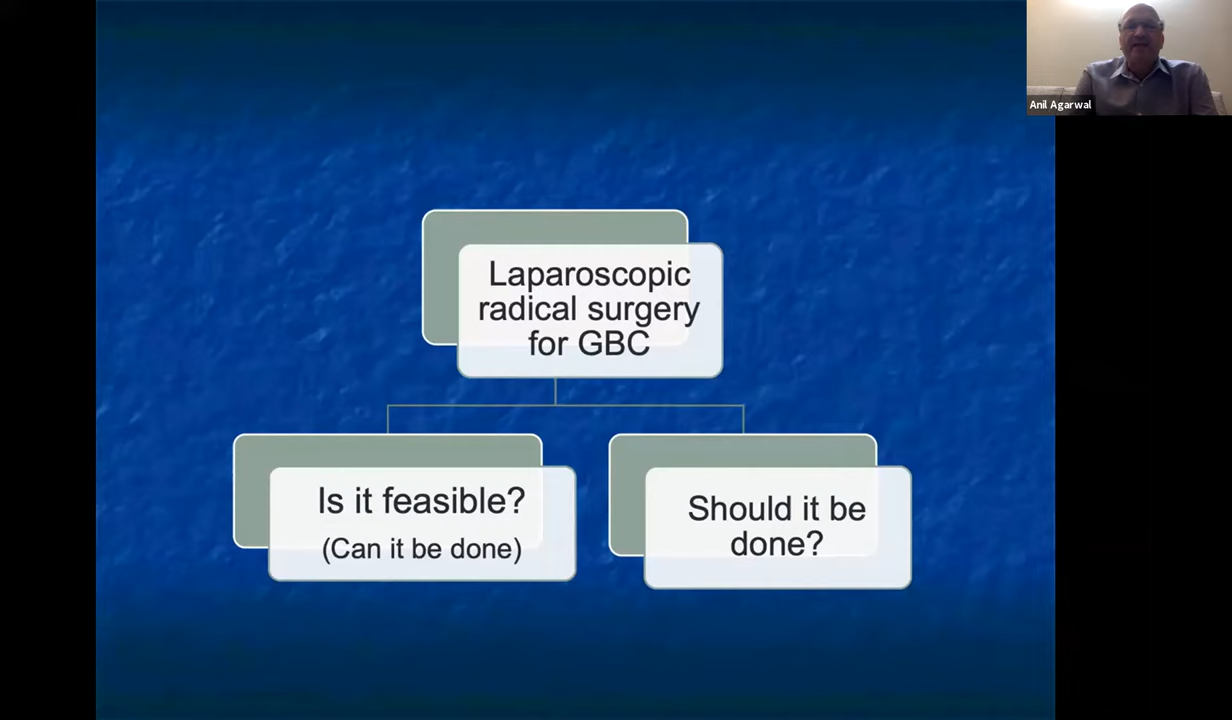 Anil Agarwal
Laparoscopic
radical surgery
for GBC
Is it feasible?
(Can it be done)
Should it be
done?